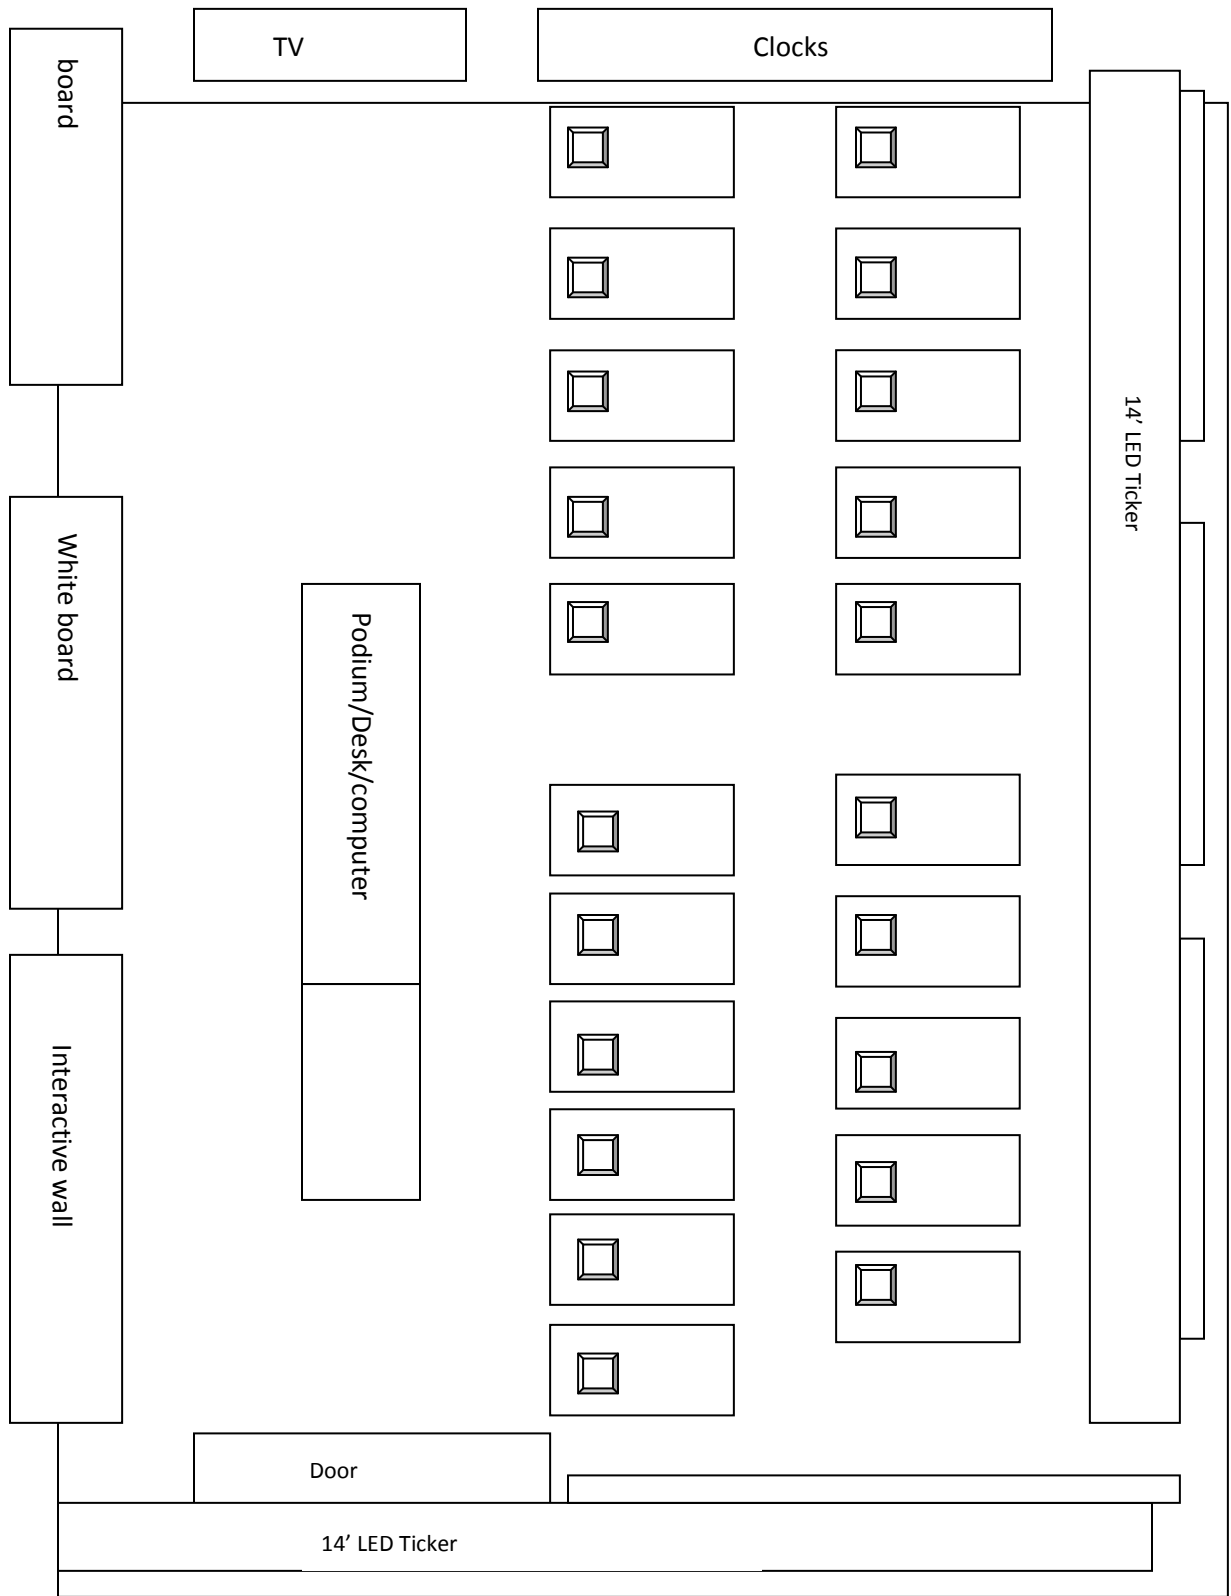 TV
Clocks
board
14’ LED Ticker
White board
Podium/Desk/computer
Interactive wall
Door
14’ LED Ticker